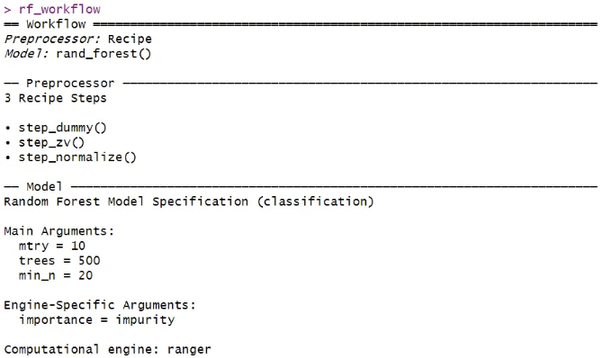 > rf_workflow
══ Workflow ══════════════════════════════════════════════════════════
Preprocessor: Recipe
Model: rand_forest()
── Preprocessor ──────────────────────────────────────────────────────
3 Recipe Steps
• step_dummy()
• step_zv()
• step_normalize()
── Model ─────────────────────────────────────────────────────────────
Random Forest Model Specification (classification)
Main Arguments:
mtry = 10
trees = 500
min_n = 20
Engine-Specific Arguments:
importance = impurity
Computational engine: ranger